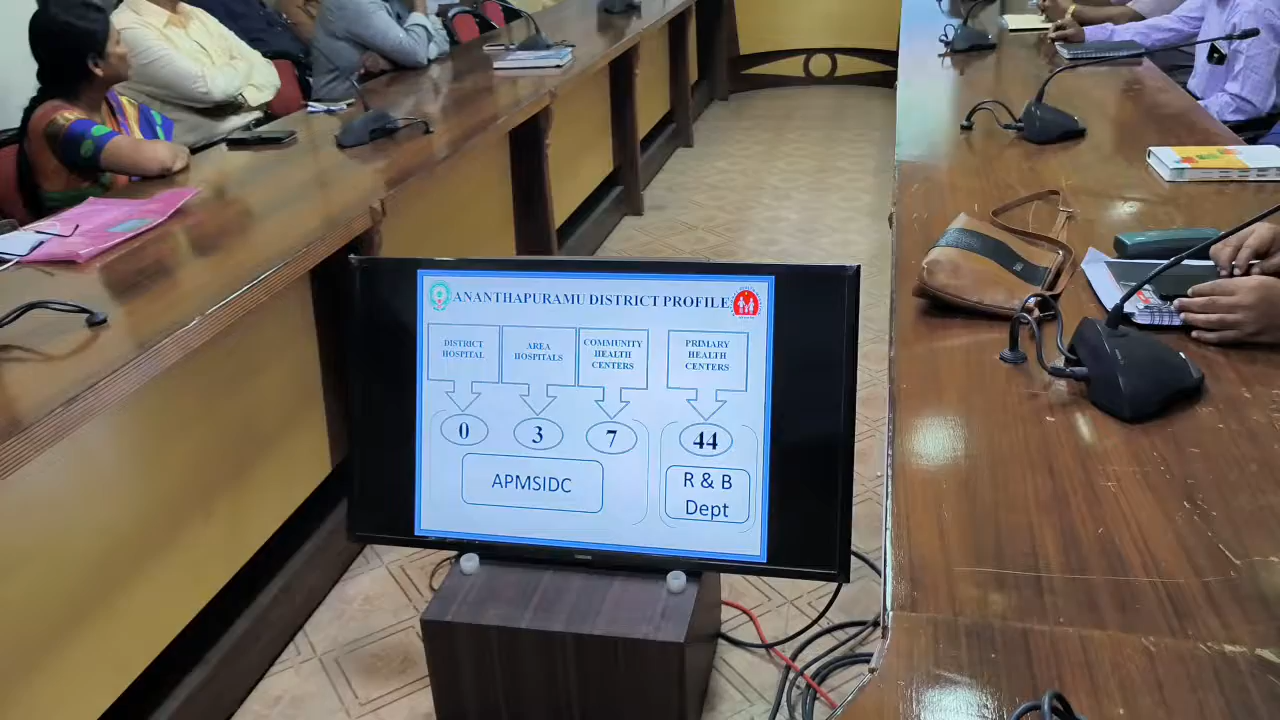 ANANTHAPURAMU DISTRICT PROFILE
DISTRICT
HOSPITAL
AREA
HOSPITALS
COMMUNITY
HEALTH
CENTERS
PRIMARY
HEALTH
CENTERS
0
3
7
44
APMSIDC
R & B
Dept